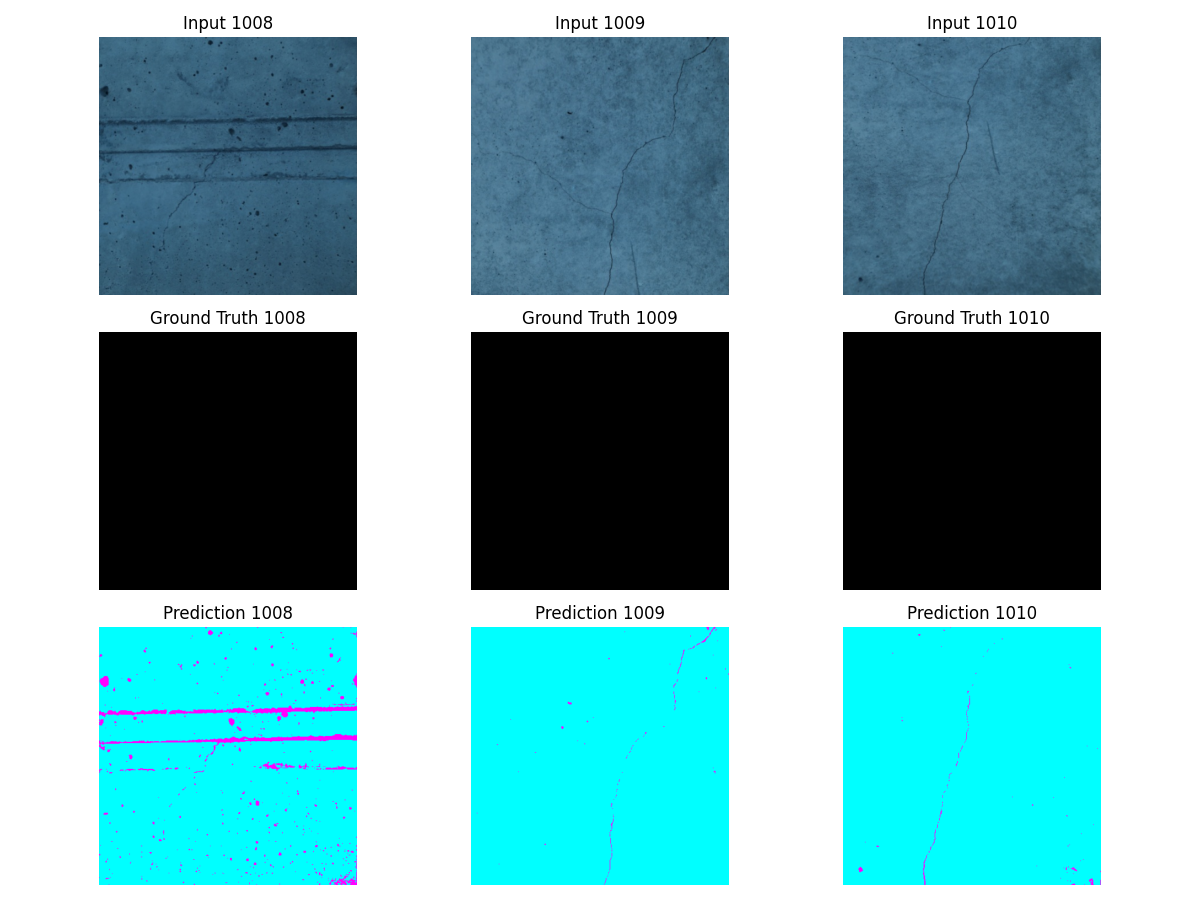 Input 1008
Input 1009
Input 1010
Ground Truth 1008
Ground Truth 1009
Ground Truth 1010
Prediction 1008
Prediction 1009
Prediction 1010